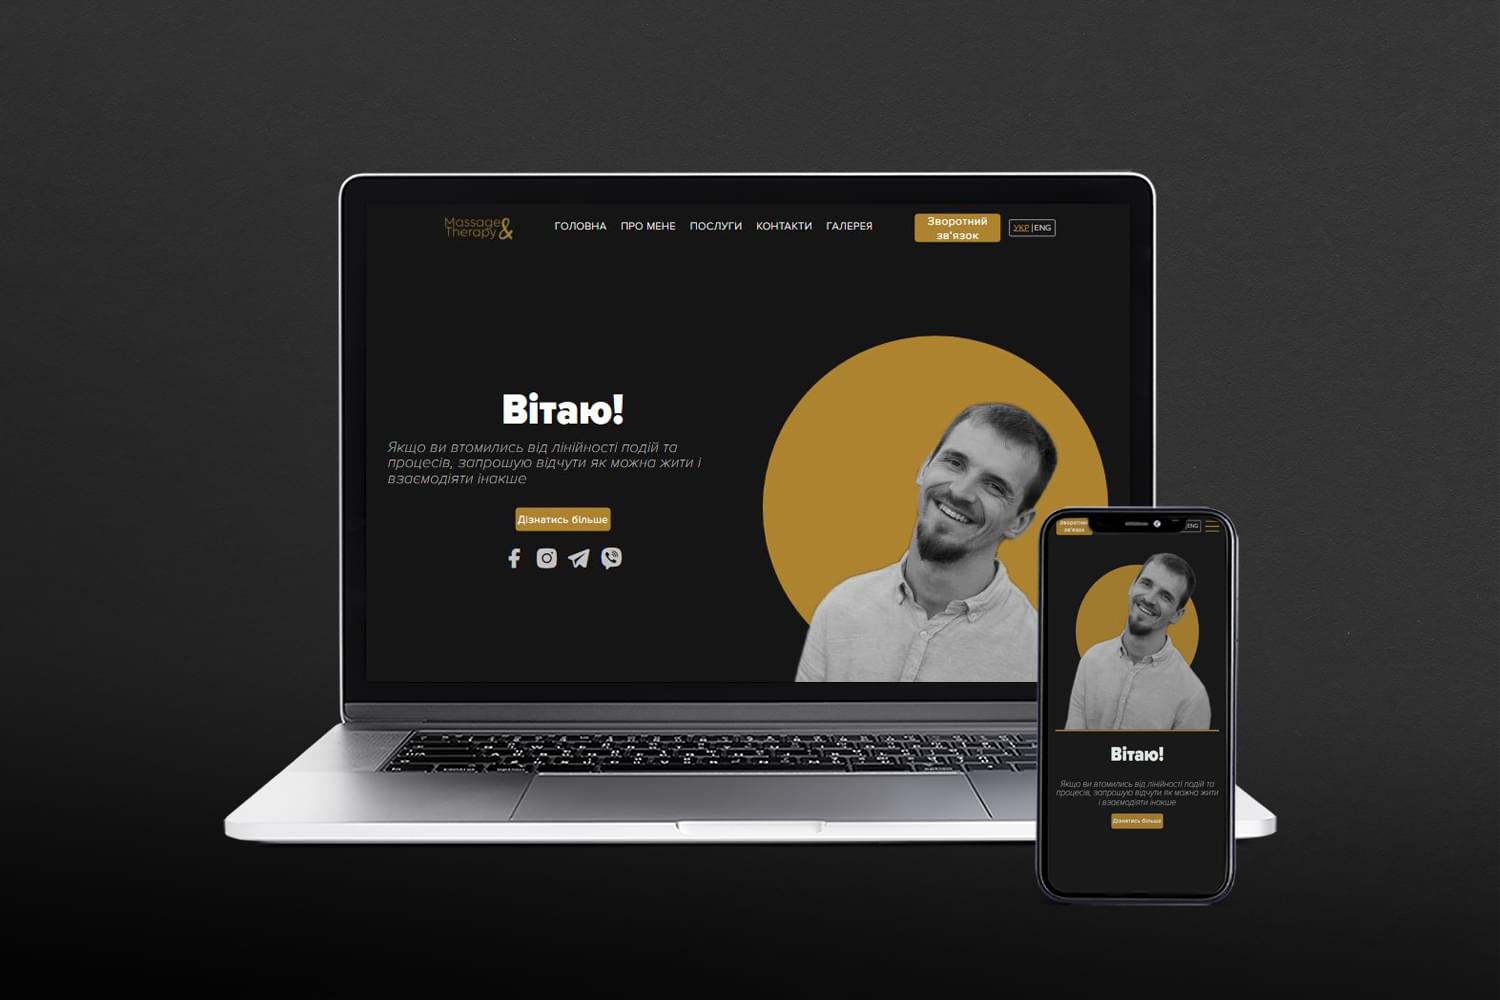 Massage
Therapy &
ГОЛОВНА ПРО МЕНЕ ПОСЛУГИ КОНТАКТИ ГАЛЕРЕЯ
Зворотний
зв'язок
УКР | ENG
Вітаю!
Якщо ви втомились від лінійності подій та
процесів, запрошую відчути як можна жити і
взаємодіяти інакше
Дізнатись більше
Зворотний
зв'язок
ENG
Вітаю!
Якщо ви втомились від лінійності подій та
процесів, запрошую відчути як можна жити
і взаємодіяти інакше
Дізнатись більше